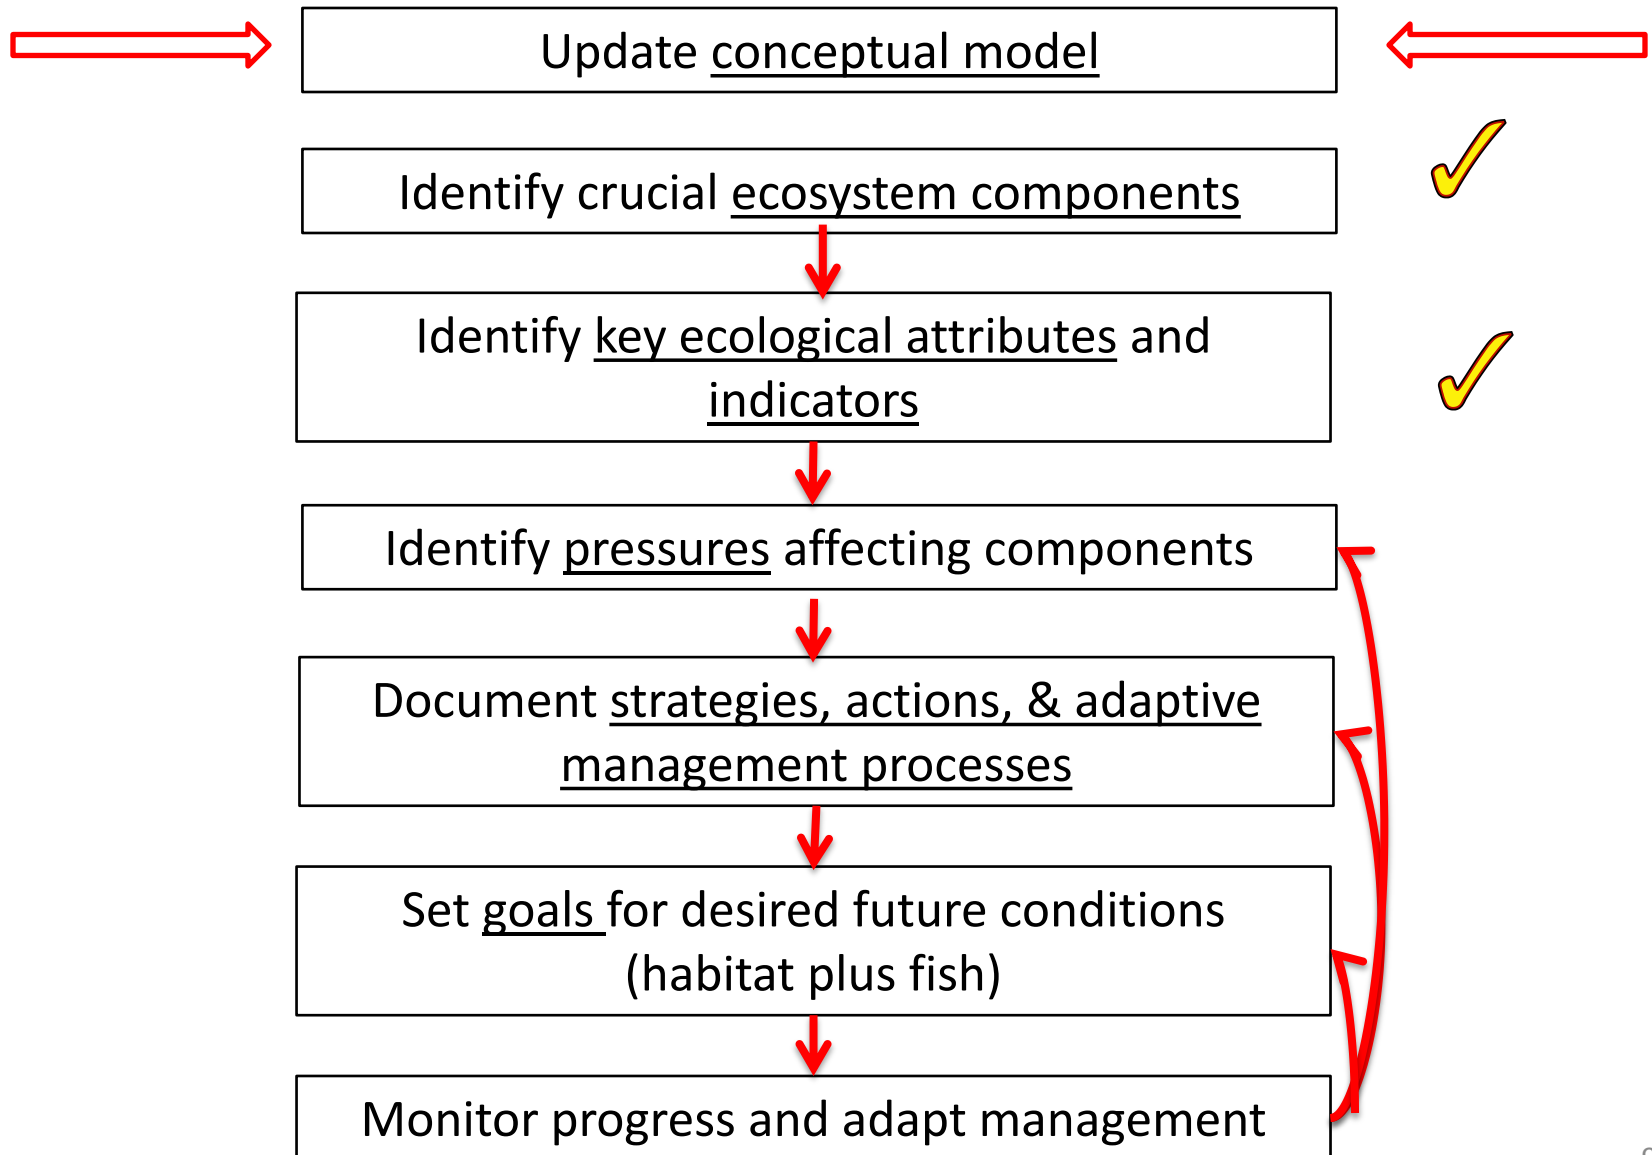 Update conceptual model
Identify crucial ecosystem components
Identify key ecological attributes and
indicators
Identify pressures affecting components
Document strategies, actions, & adaptive
management processes
Set goals for desired future conditions
(habitat plus fish)
Monitor progress and adapt management